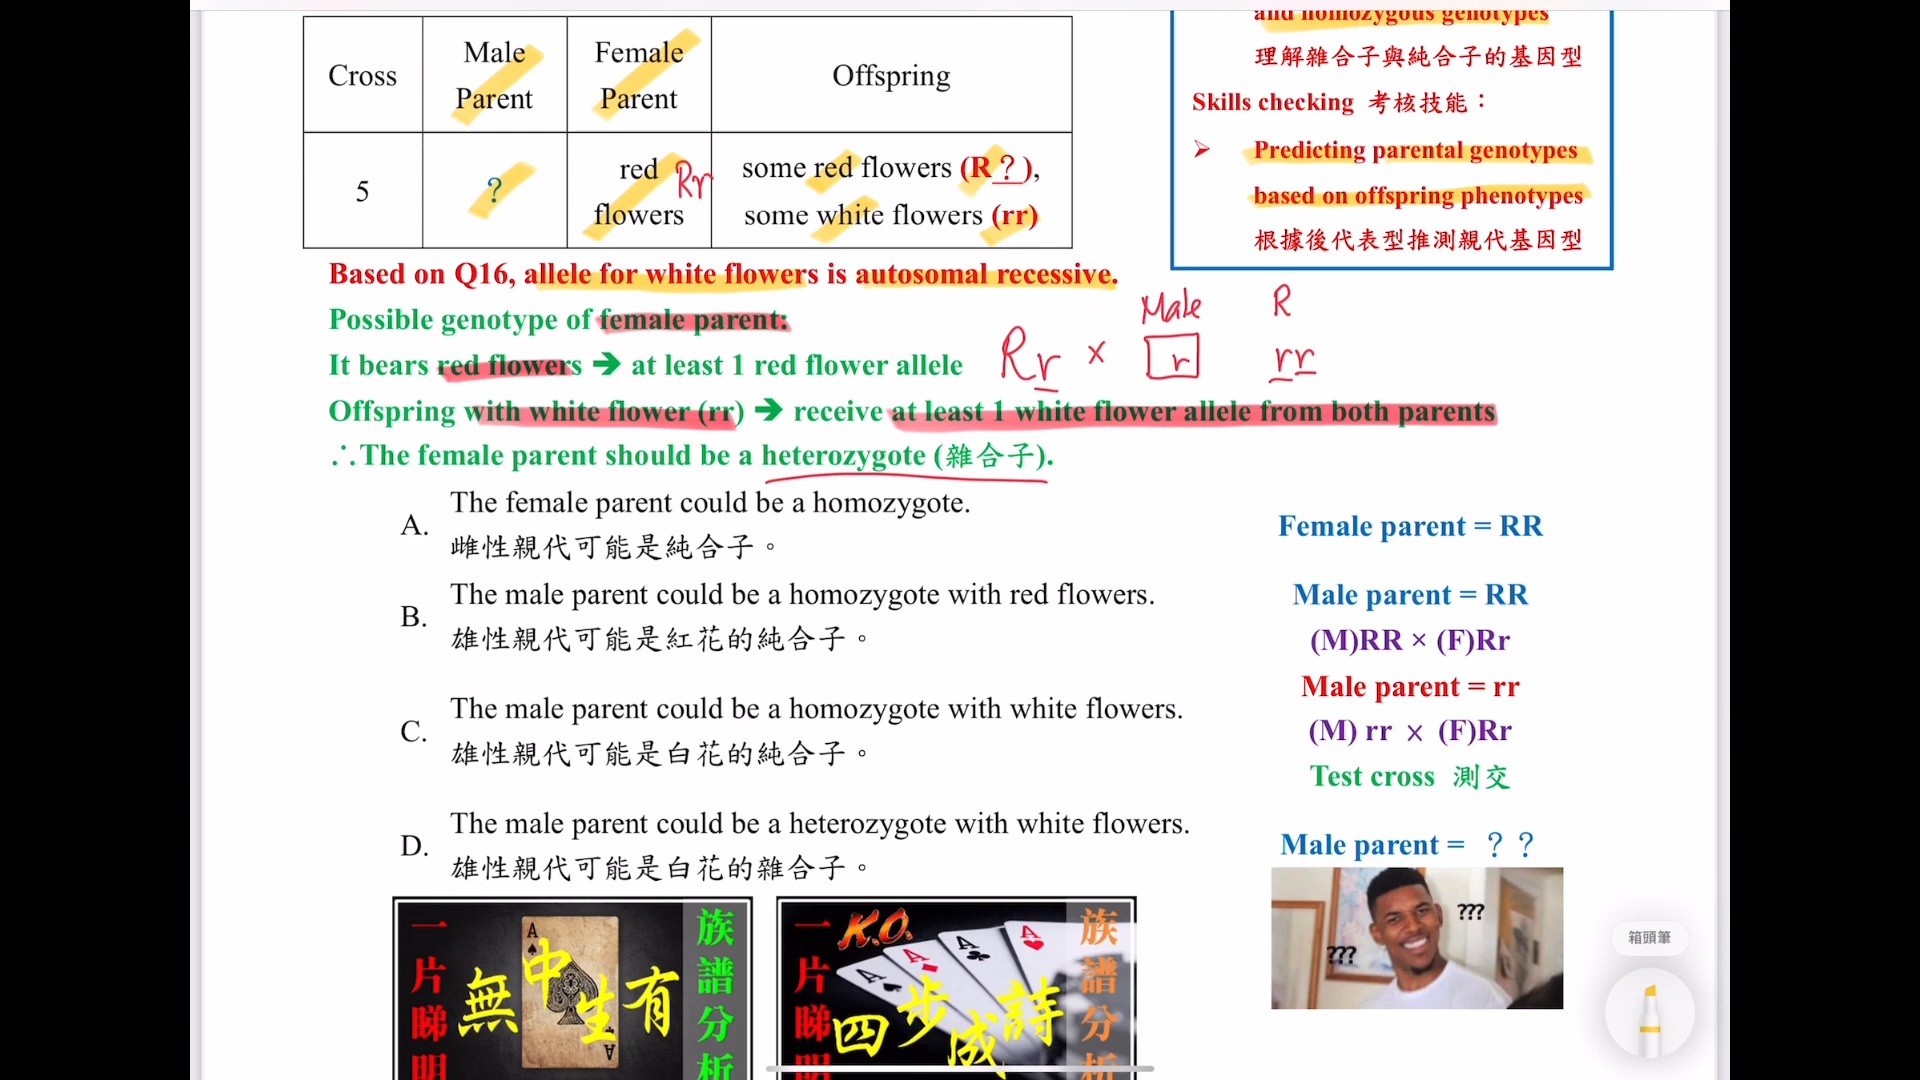 and homozygous genotypes
理解雜合子與純合子的基因型
Skills checking 考核技能：
➢ Predicting parental genotypes
based on offspring phenotypes
根據後代表型推測親代基因型
Cross
Male
Parent
Female
Parent
Offspring
5
？
red
flowers
Rr
some red flowers (R ？),
some white flowers (rr)
Based on Q16, allele for white flowers is autosomal recessive.
Possible genotype of female parent:
It bears red flowers ➔ at least 1 red flower allele
Offspring with white flower (rr) ➔ receive at least 1 white flower allele from both parents
∴The female parent should be a heterozygote (雜合子).
Male R
Rr × r rr
A. The female parent could be a homozygote.
雌性親代可能是純合子。
Female parent = RR
B. The male parent could be a homozygote with red flowers.
雄性親代可能是紅花的純合子。
Male parent = RR
(M)RR × (F)Rr
C. The male parent could be a homozygote with white flowers.
雄性親代可能是白花的純合子。
Male parent = rr
(M) rr × (F)Rr
Test cross 測交
D. The male parent could be a heterozygote with white flowers.
雄性親代可能是白花的雜合子。
Male parent = ？？
???
???
一片睇明
無中生有
A
A
族譜分析
一片睇明
K.O.
A
A
A
A
四步成詩
族譜分析
箱頭筆